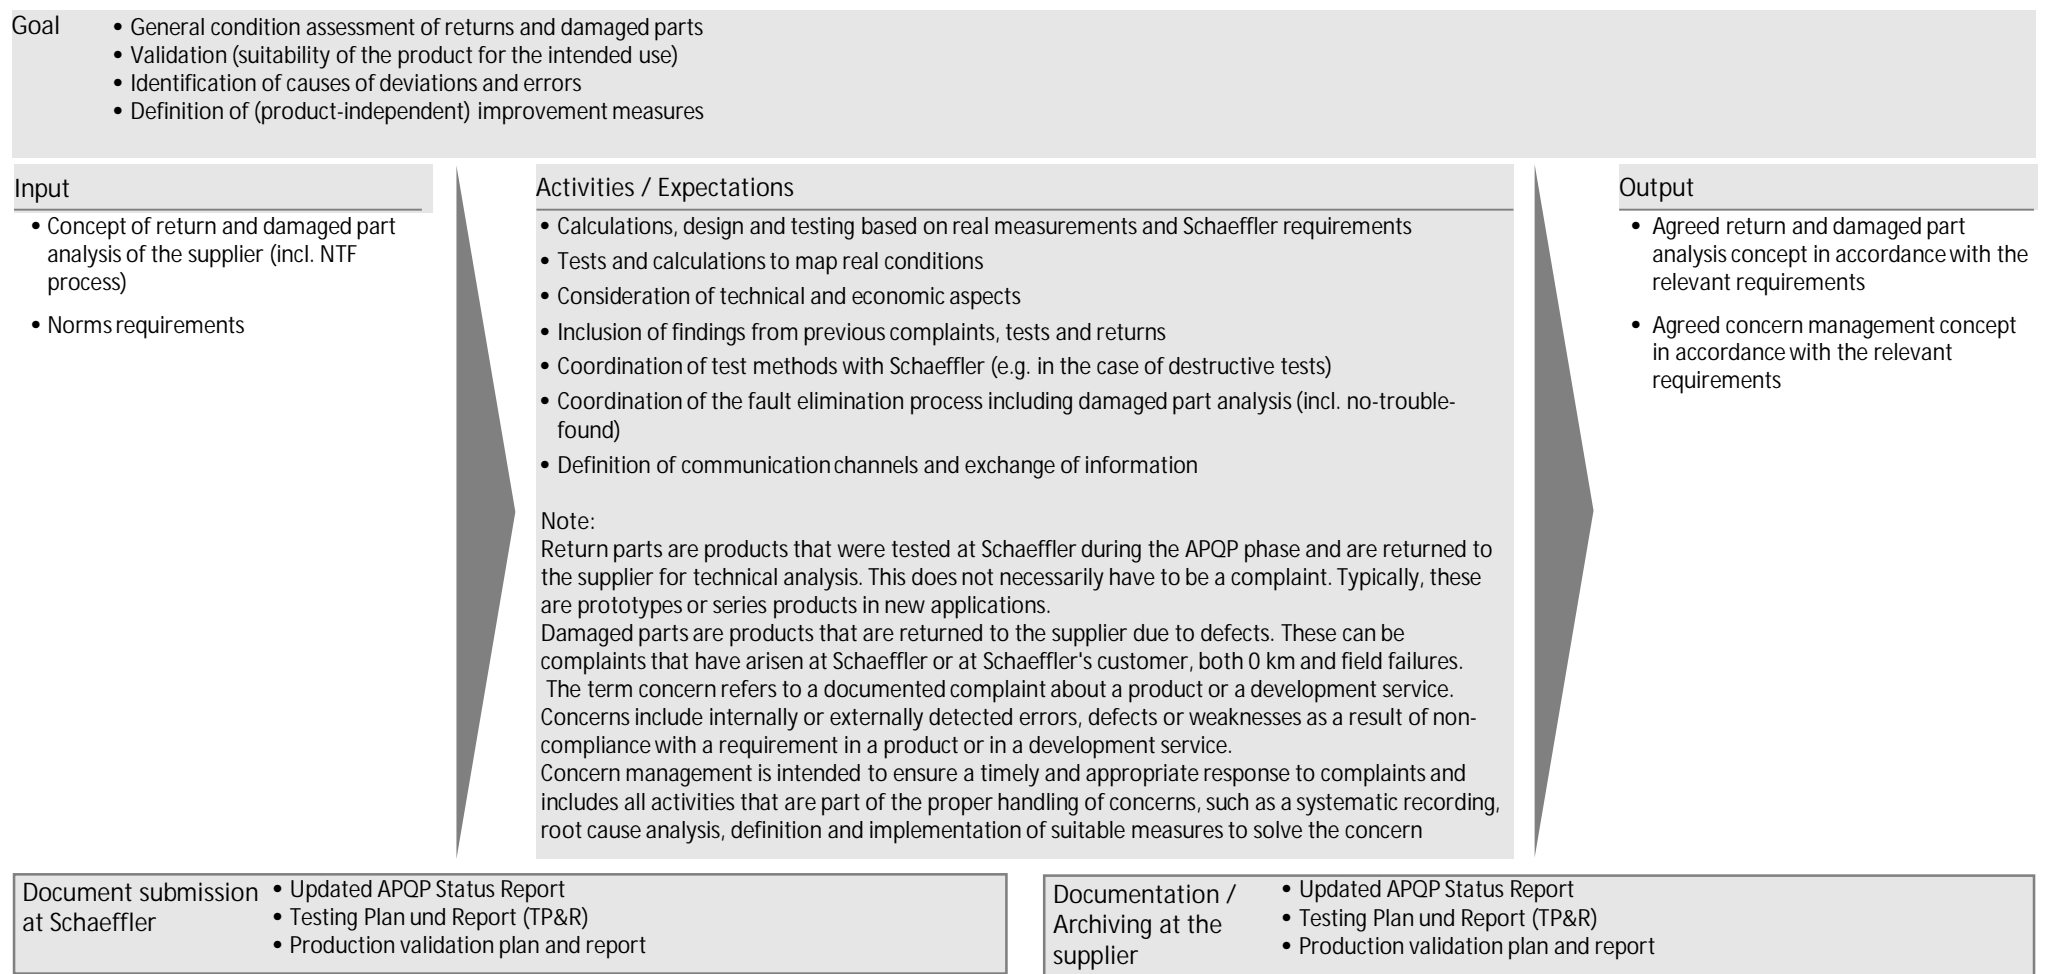 Goal
• General condition assessment of returns and damaged parts
• Validation (suitability of the product for the intended use)
• Identification of causes of deviations and errors
• Definition of (product-independent) improvement measures
Input
• Concept of return and damaged part
analysis of the supplier (incl. NTF
process)
• Norms requirements
Activities / Expectations
• Calculations, design and testing based on real measurements and Schaeffler requirements
• Tests and calculations to map real conditions
• Consideration of technical and economic aspects
• Inclusion of findings from previous complaints, tests and returns
• Coordination of test methods with Schaeffler (e.g. in the case of destructive tests)
• Coordination of the fault elimination process including damaged part analysis (incl. no-trouble-
found)
• Definition of communication channels and exchange of information
Note:
Return parts are products that were tested at Schaeffler during the APQP phase and are returned to
the supplier for technical analysis. This does not necessarily have to be a complaint. Typically, these
are prototypes or series products in new applications.
Damaged parts are products that are returned to the supplier due to defects. These can be
complaints that have arisen at Schaeffler or at Schaeffler's customer, both 0 km and field failures.
The term concern refers to a documented complaint about a product or a development service.
Concerns include internally or externally detected errors, defects or weaknesses as a result of non-
compliance with a requirement in a product or in a development service.
Concern management is intended to ensure a timely and appropriate response to complaints and
includes all activities that are part of the proper handling of concerns, such as a systematic recording,
root cause analysis, definition and implementation of suitable measures to solve the concern
Output
• Agreed return and damaged part
analysis concept in accordance with the
relevant requirements
• Agreed concern management concept
in accordance with the relevant
requirements
Document submission
at Schaeffler
• Updated APQP Status Report
• Testing Plan und Report (TP&R)
• Production validation plan and report
Documentation /
Archiving at the
supplier
• Updated APQP Status Report
• Testing Plan und Report (TP&R)
• Production validation plan and report